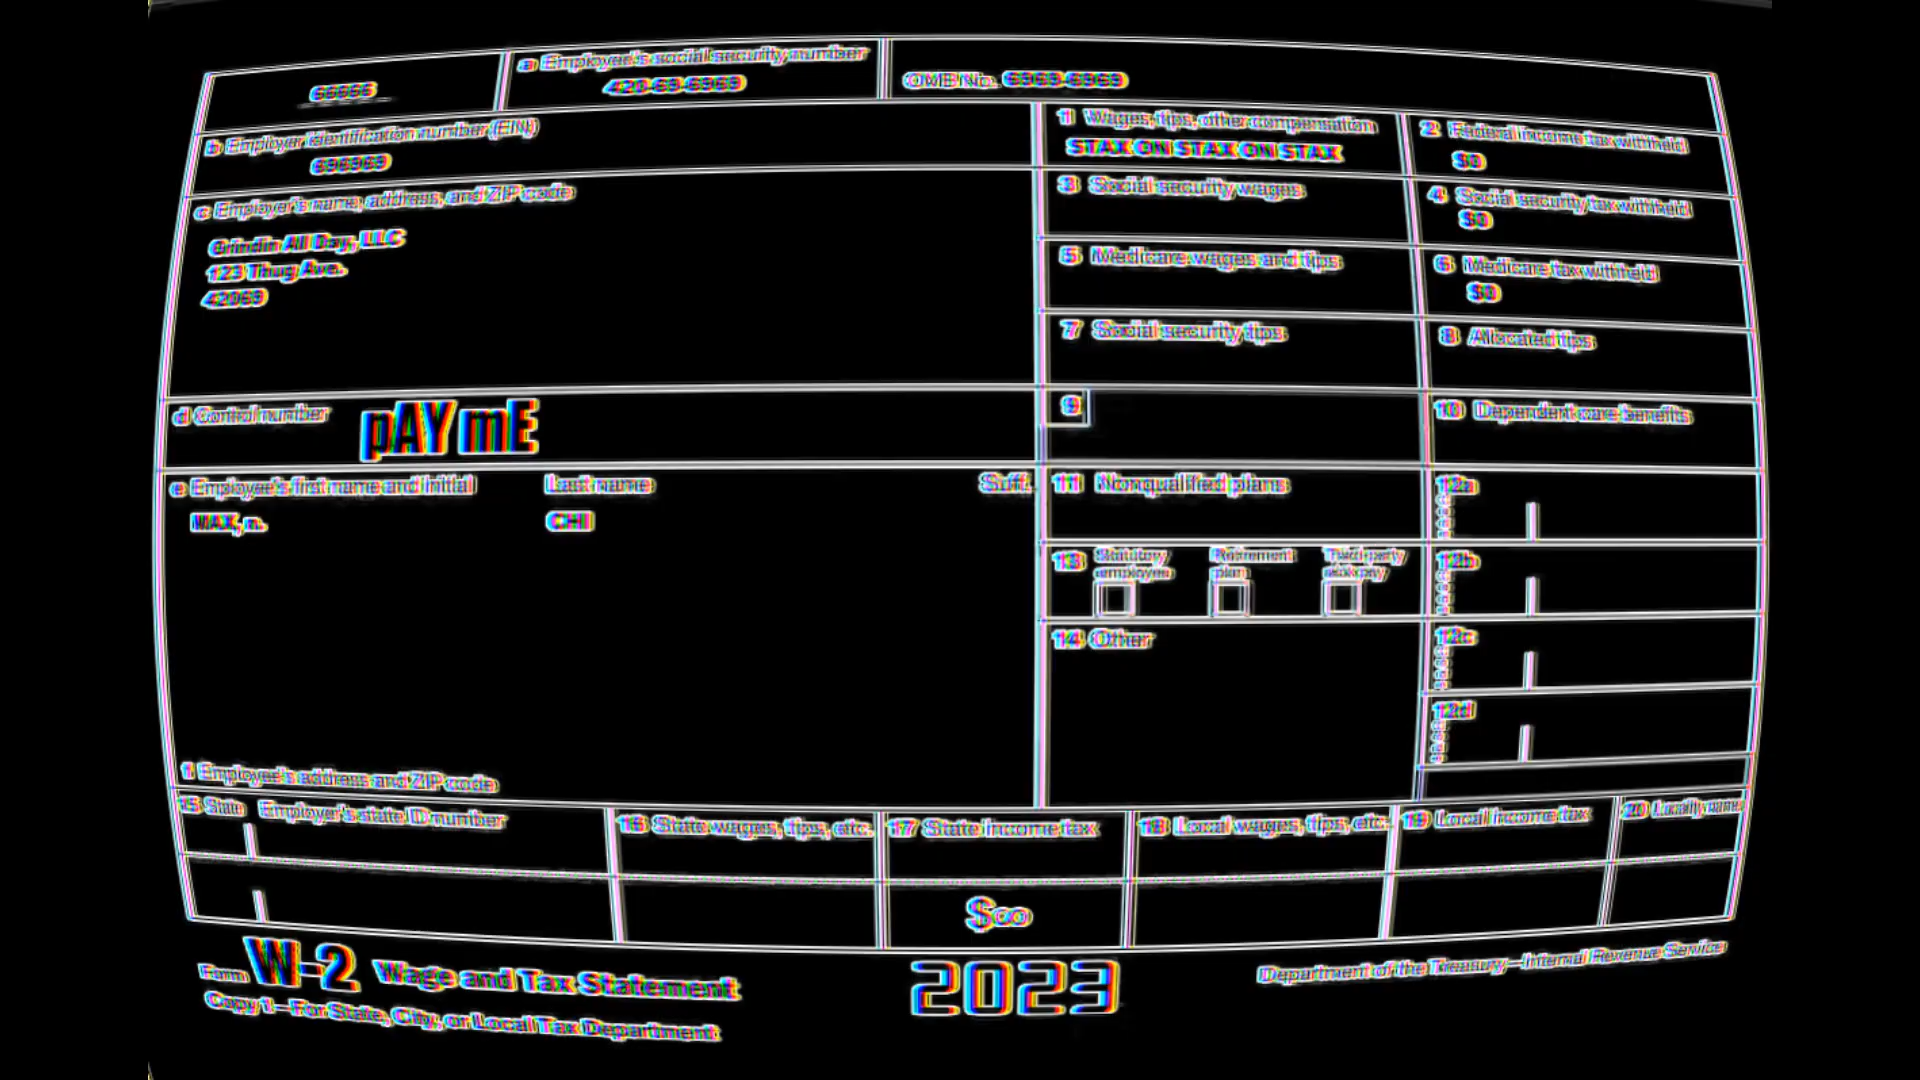 66666
a Employee's social security number
420-69-6969
OMB No. 6969-6969
b Employer identification number (EIN)
696969
1 Wages, tips, other compensation
STAX ON STAX ON STAX
2 Federal income tax withheld
$0
c Employer's name, address, and ZIP code
Grindin All Day, LLC
123 Thug Ave.
42069
3 Social security wages
4 Social security tax withheld
$0
5 Medicare wages and tips
6 Medicare tax withheld
$0
7 Social security tips
8 Allocated tips
d Control number
pAY mE
9
10 Dependent care benefits
e Employee's first name and initial
Last name
Suff.
MAX, n.
CHI
11 Nonqualified plans
12a
13 Statutory employee
Retirement plan
Third-party sick pay
12b
14 Other
12c
12d
f Employee's address and ZIP code
15 State
Employer's state ID number
16 State wages, tips, etc.
17 State income tax
18 Local wages, tips, etc.
19 Local income tax
20 Locality name
Form W-2 Wage and Tax Statement
2023
Department of the Treasury—Internal Revenue Service
Copy 1—For State, City, or Local Tax Department